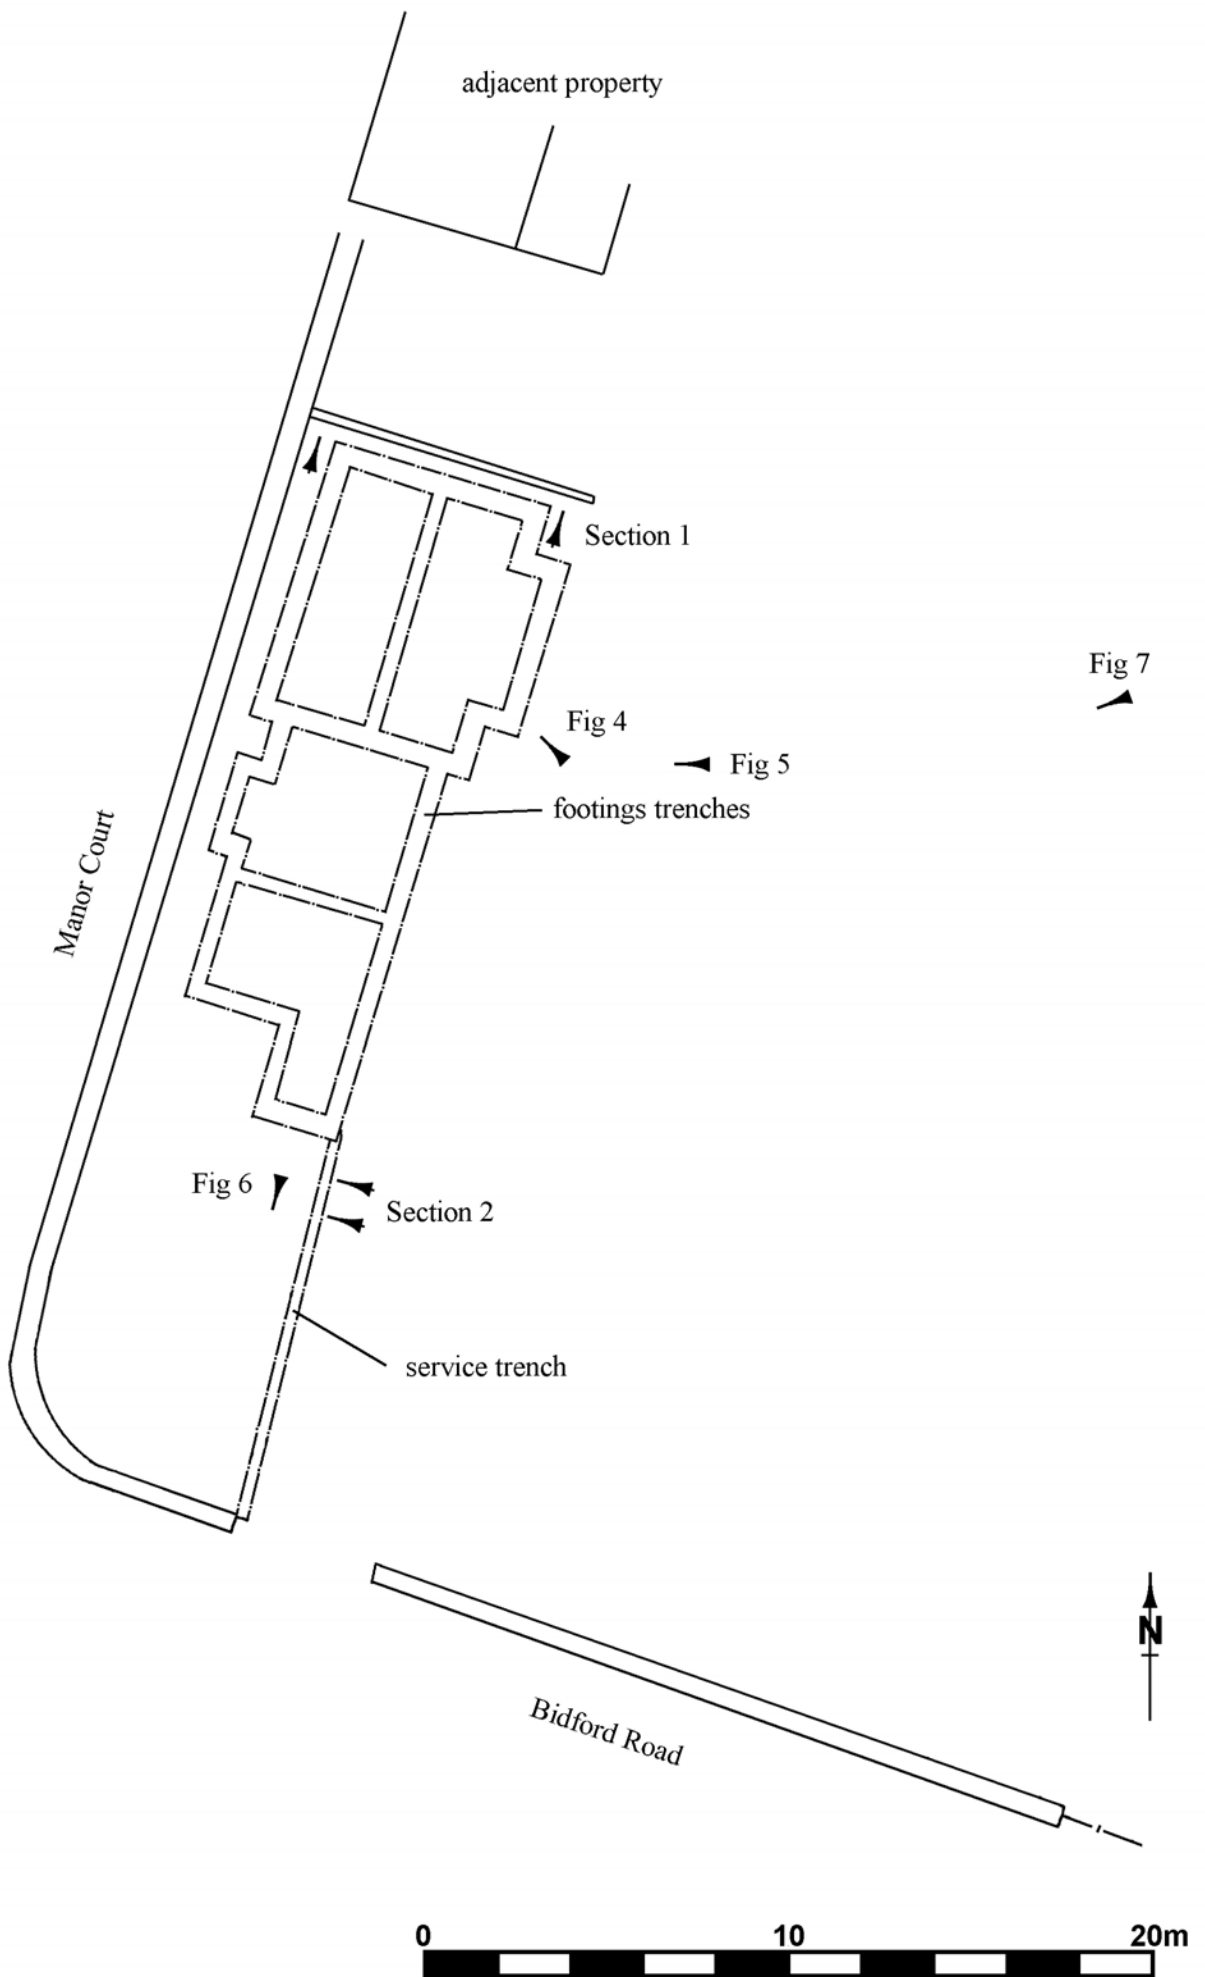 adjacent property
Section 1
Fig 7
Fig 4
Fig 5
footings trenches
Manor Court
Fig 6
Section 2
service trench
N
Bidford Road
0 10 20m